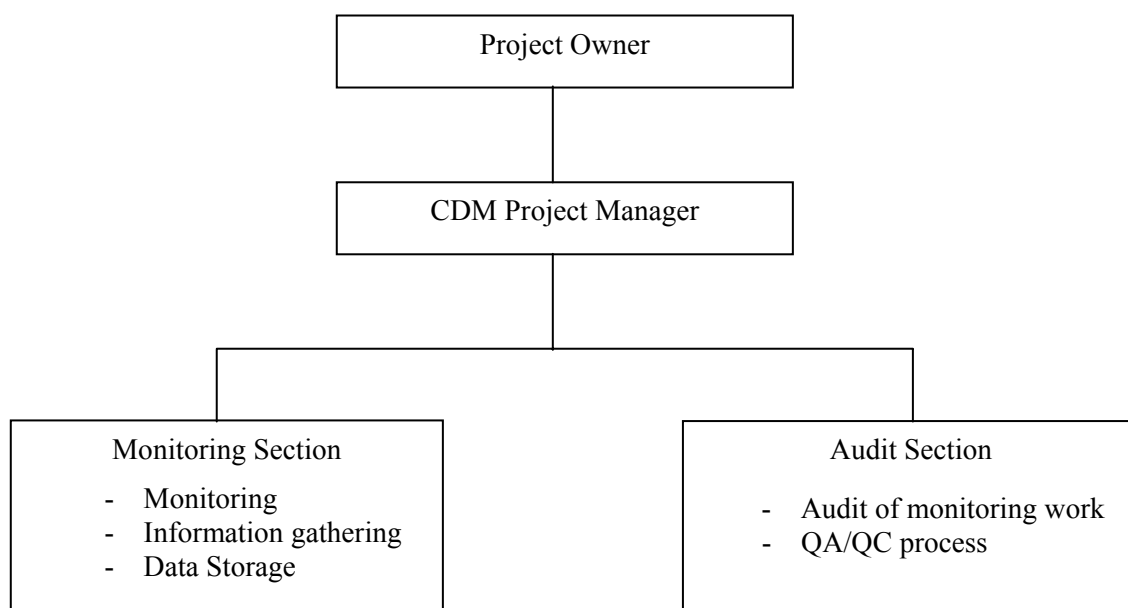 Project Owner
CDM Project Manager
Monitoring Section
- Monitoring
- Information gathering
- Data Storage
Audit Section
- Audit of monitoring work
- QA/QC process